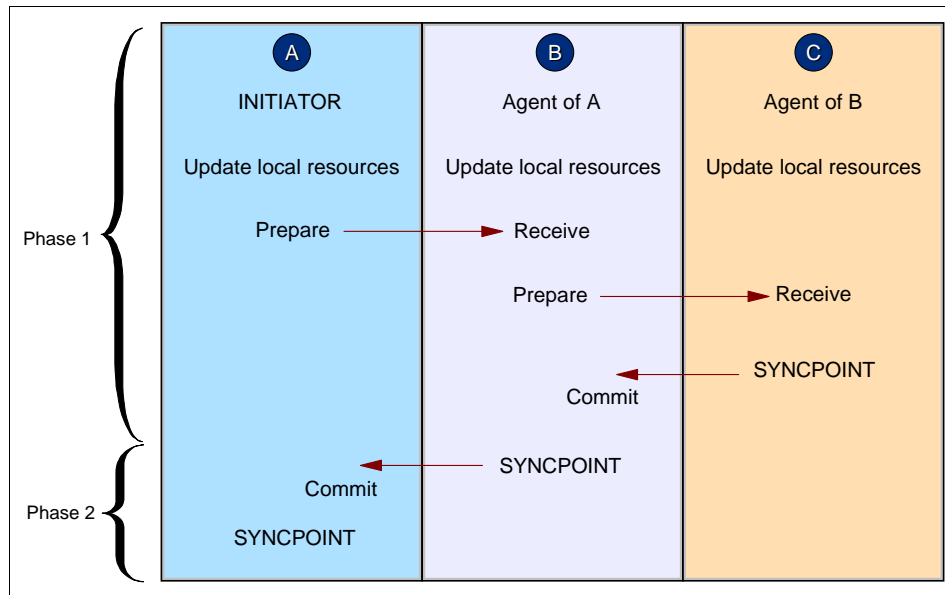 A
B
C
INITIATOR
Agent of A
Agent of B
Update local resources
Update local resources
Update local resources
Phase 1
Prepare
Receive
Prepare
Receive
SYNCPOINT
Commit
SYNCPOINT
Commit
Phase 2
SYNCPOINT